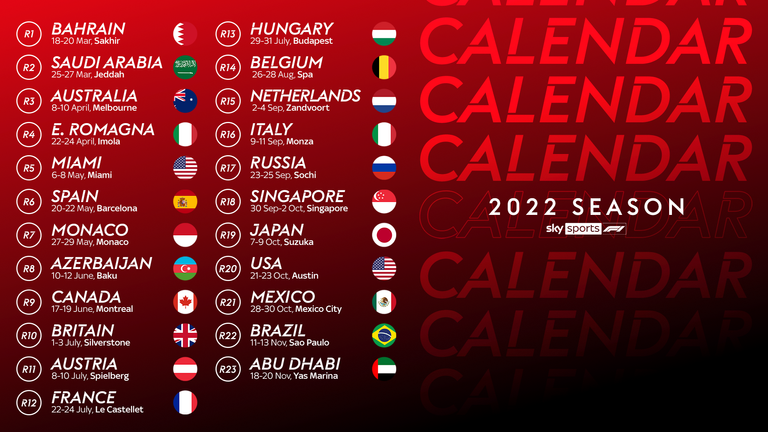 R1 BAHRAIN
18-20 Mar, Sakhir
R2 SAUDI ARABIA
25-27 Mar, Jeddah
R3 AUSTRALIA
8-10 April, Melbourne
R4 E. ROMAGNA
22-24 April, Imola
R5 MIAMI
6-8 May, Miami
R6 SPAIN
20-22 May, Barcelona
R7 MONACO
27-29 May, Monaco
R8 AZERBAIJAN
10-12 June, Baku
R9 CANADA
17-19 June, Montreal
R10 BRITAIN
1-3 July, Silverstone
R11 AUSTRIA
8-10 July, Spielberg
R12 FRANCE
22-24 July, Le Castellet
R13 HUNGARY
29-31 July, Budapest
R14 BELGIUM
26-28 Aug, Spa
R15 NETHERLANDS
2-4 Sep, Zandvoort
R16 ITALY
9-11 Sep, Monza
R17 RUSSIA
23-25 Sep, Sochi
R18 SINGAPORE
30 Sep-2 Oct, Singapore
R19 JAPAN
7-9 Oct, Suzuka
R20 USA
21-23 Oct, Austin
R21 MEXICO
28-30 Oct, Mexico City
R22 BRAZIL
11-13 Nov, Sao Paulo
R23 ABU DHABI
18-20 Nov, Yas Marina
CALENDAR
CALENDAR
CALENDAR
CALENDAR
CALENDAR
2022 SEASON
sky sports F1
CALENDAR
CALENDAR
CALENDAR
CALENDAR